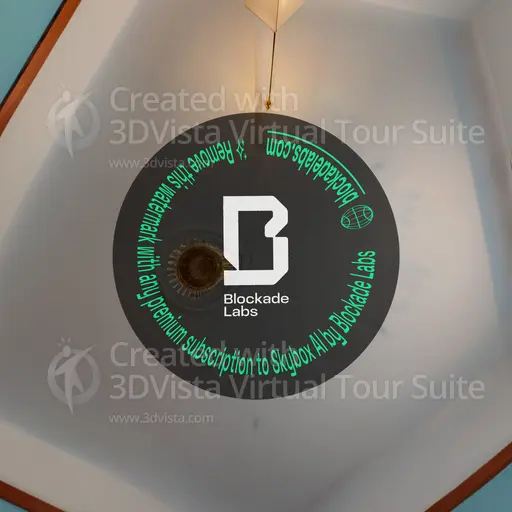 Created with
3DVista Virtual Tour Suite
www.3dvista.com
✧ Remove this watermark with any premium subscription to Skybox AI by Blockade Labs
blockadelabs.com
Blockade
Labs
Created with
3DVista Virtual Tour Suite
www.3dvista.com